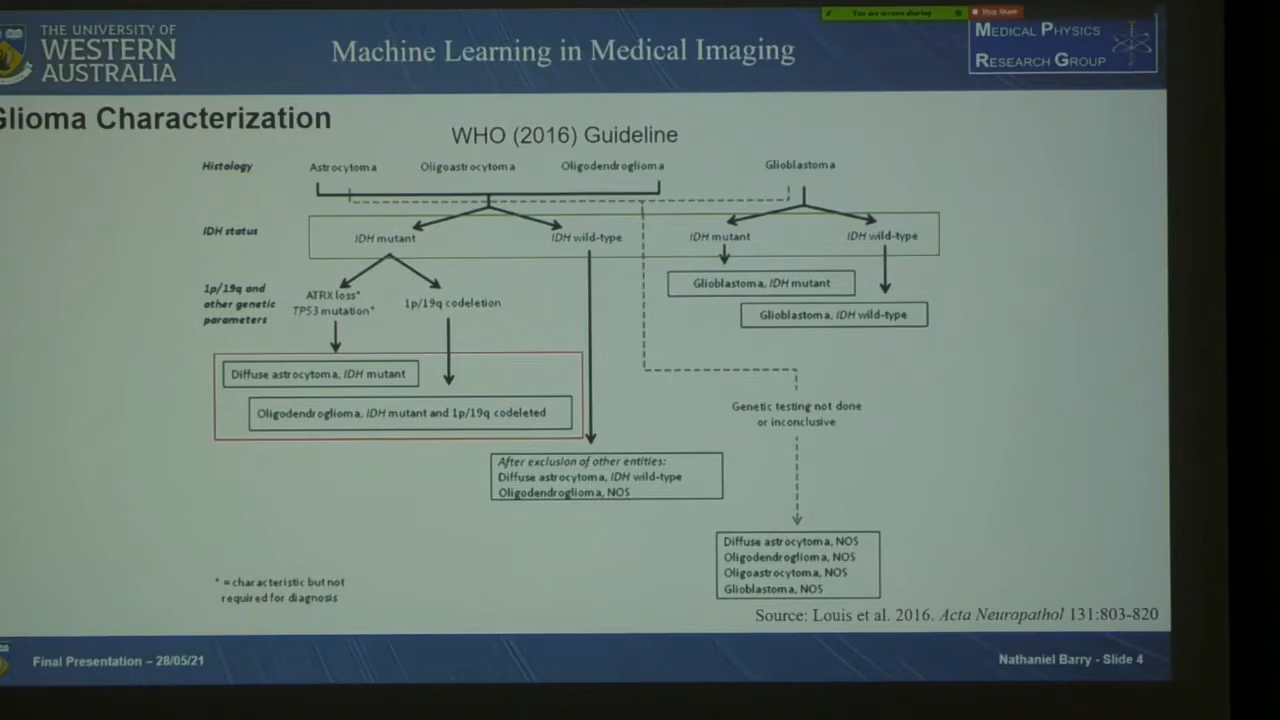 You are screen sharing
Stop Share
THE UNIVERSITY OF
WESTERN
AUSTRALIA
Machine Learning in Medical Imaging
MEDICAL PHYSICS
RESEARCH GROUP
Glioma Characterization
WHO (2016) Guideline
Histology
Astrocytoma
Oligoastrocytoma
Oligodendroglioma
Glioblastoma
IDH status
IDH mutant
IDH wild-type
IDH mutant
IDH wild-type
1p/19q and
other genetic
parameters
ATRX loss*
TP53 mutation*
1p/19q codeletion
Glioblastoma, IDH mutant
Glioblastoma, IDH wild-type
Diffuse astrocytoma, IDH mutant
Oligodendroglioma, IDH mutant and 1p/19q codeleted
Genetic testing not done
or inconclusive
After exclusion of other entities:
Diffuse astrocytoma, IDH wild-type
Oligodendroglioma, NOS
Diffuse astrocytoma, NOS
Oligodendroglioma, NOS
Oligoastrocytoma, NOS
Glioblastoma, NOS
* = characteristic but not
required for diagnosis
Source: Louis et al. 2016. Acta Neuropathol 131:803-820
Final Presentation – 28/05/21
Nathaniel Barry - Slide 4